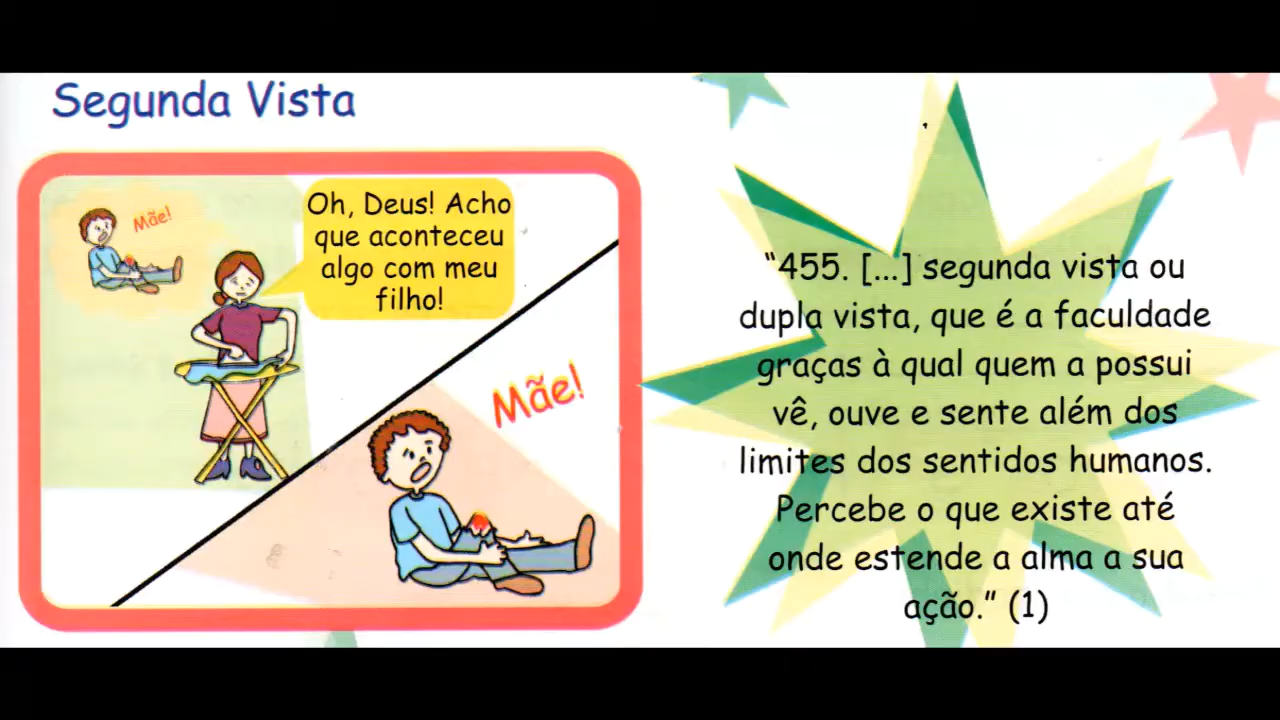 Segunda Vista
Mãe!
Oh, Deus! Acho
que aconteceu
algo com meu
filho!
Mãe!
"455. [...] segunda vista ou
dupla vista, que é a faculdade
graças à qual quem a possui
vê, ouve e sente além dos
limites dos sentidos humanos.
Percebe o que existe até
onde estende a alma a sua
ação." (1)